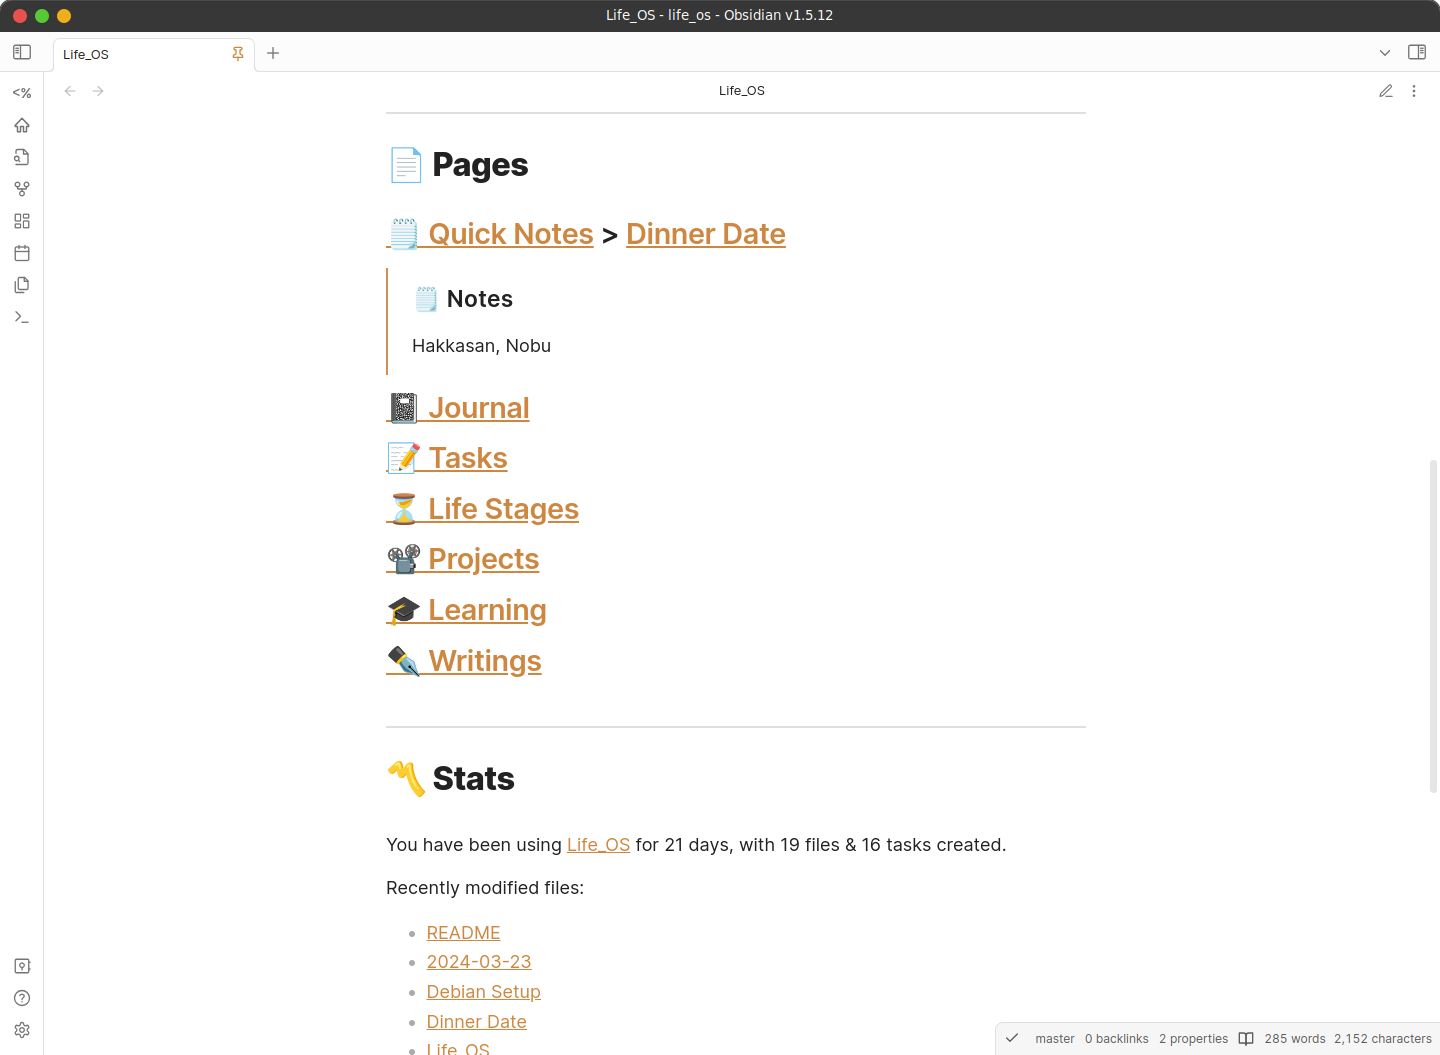 Life_OS - life_os - Obsidian v1.5.12
Life_OS
<%
Life_OS
Pages
Quick Notes > Dinner Date
Notes
Hakkasan, Nobu
Journal
Tasks
Life Stages
Projects
Learning
Writings
Stats
You have been using Life_OS for 21 days, with 19 files & 16 tasks created.
Recently modified files:
README
2024-03-23
Debian Setup
Dinner Date
Life_OS
master 0 backlinks 2 properties 285 words 2,152 characters